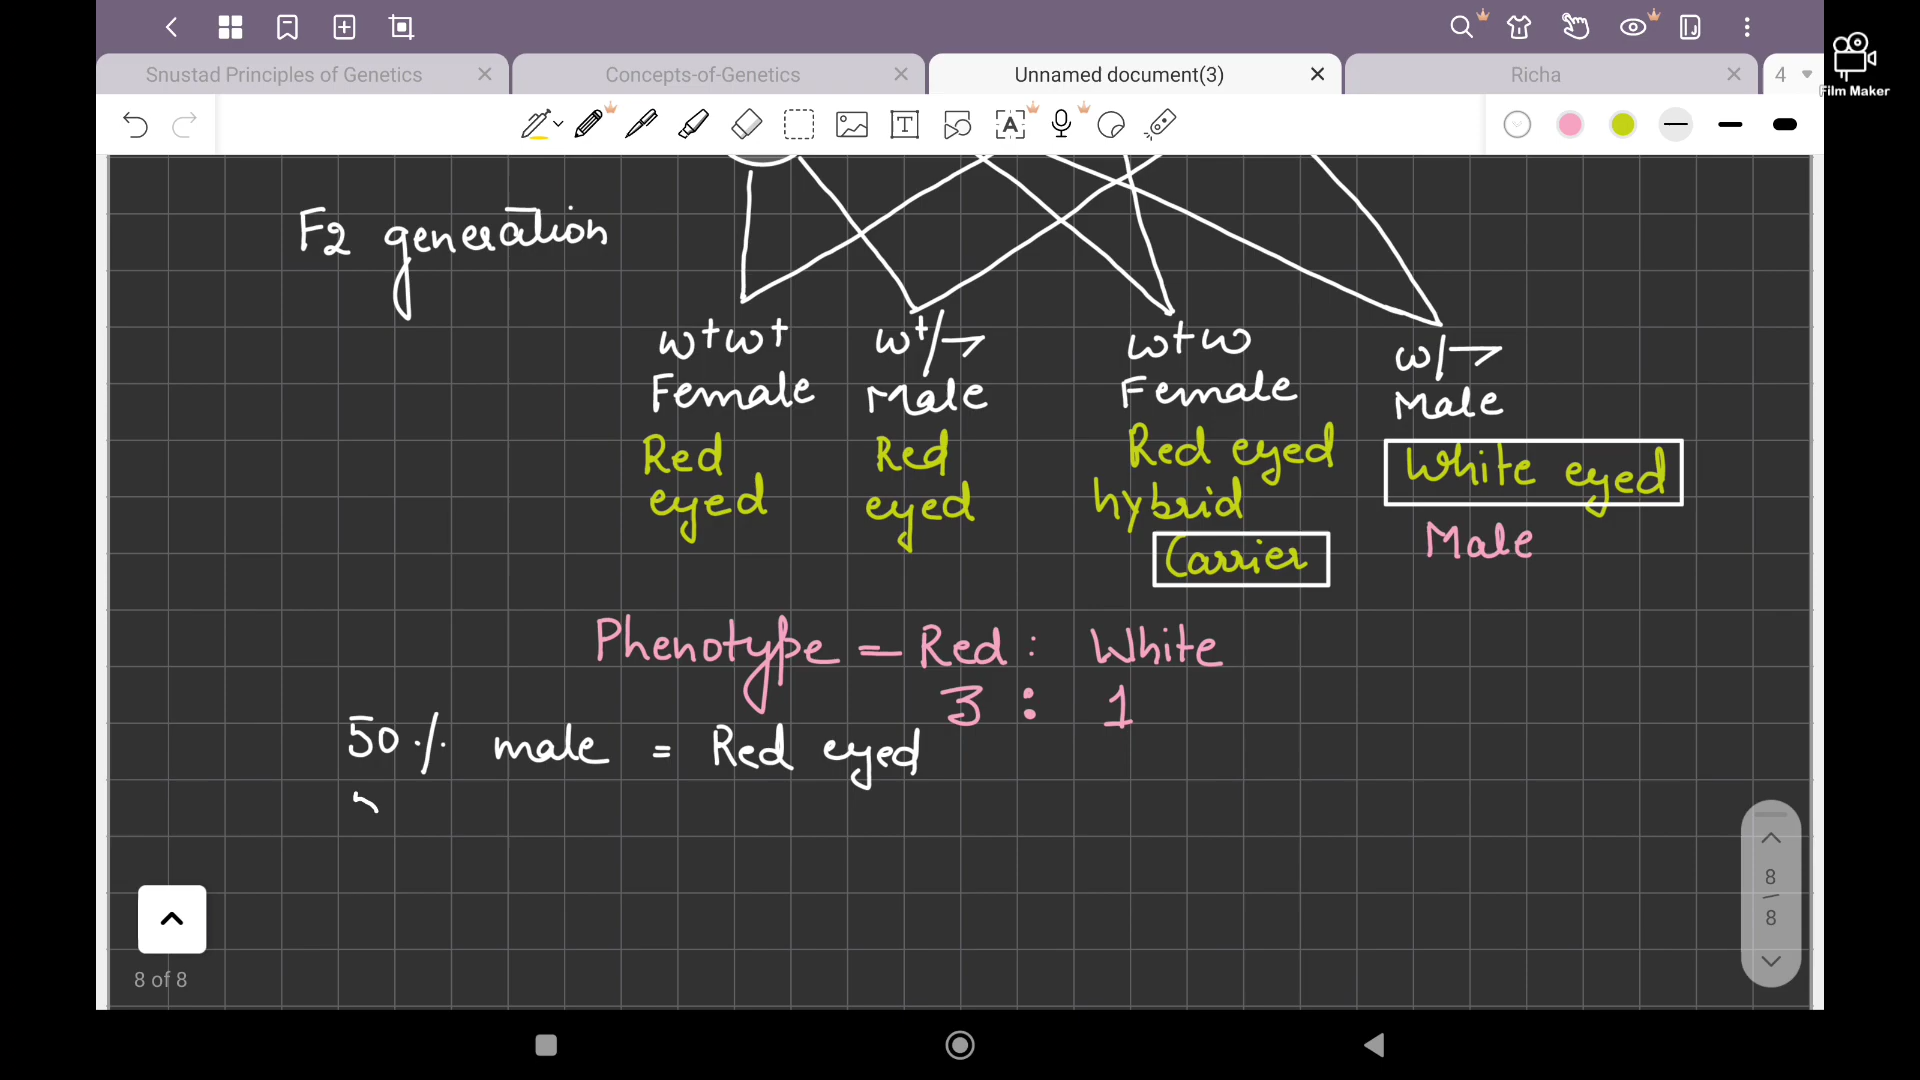 Film Maker
Snustad Principles of Genetics
Concepts-of-Genetics
Unnamed document(3)
Richa
4
F2 generation
w+w+ w+/¬ w+w w/¬
Female Male Female Male
Red eyed Red eyed Red eyed hybrid White eyed
Carrier Male
Phenotype = Red : White
3 : 1
50 % male = Red eyed
8
8
8 of 8